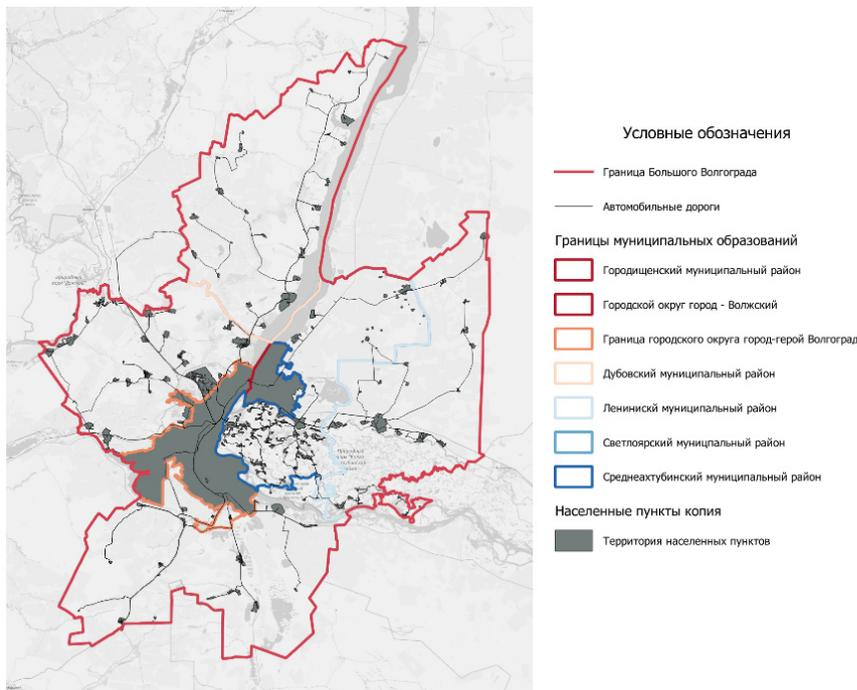 Условные обозначения
Граница Большого Волгограда
Автомобильные дороги
Границы муниципальных образований
Городищенский муниципальный район
Городской округ город - Волжский
Граница городского округа город-герой Волгоград
Дубовский муниципальный район
Ленинискй муниципальный район
Светлоярский муницпальный район
Среднеахтубинский муниципальный район
Населенные пункты копия
Территория населенных пунктов